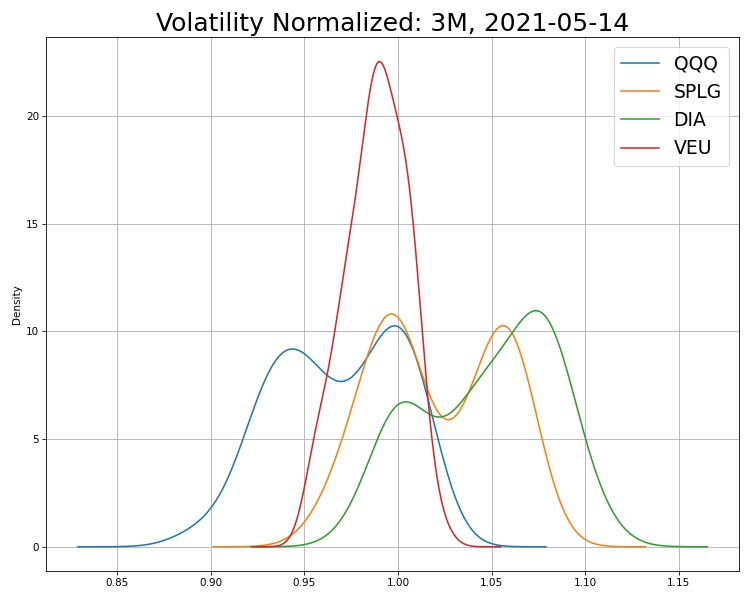 Volatility Normalized: 3M, 2021-05-14
QQQ
SPLG
DIA
VEU
Density
20
15
10
5
0
0.85 0.90 0.95 1.00 1.05 1.10 1.15